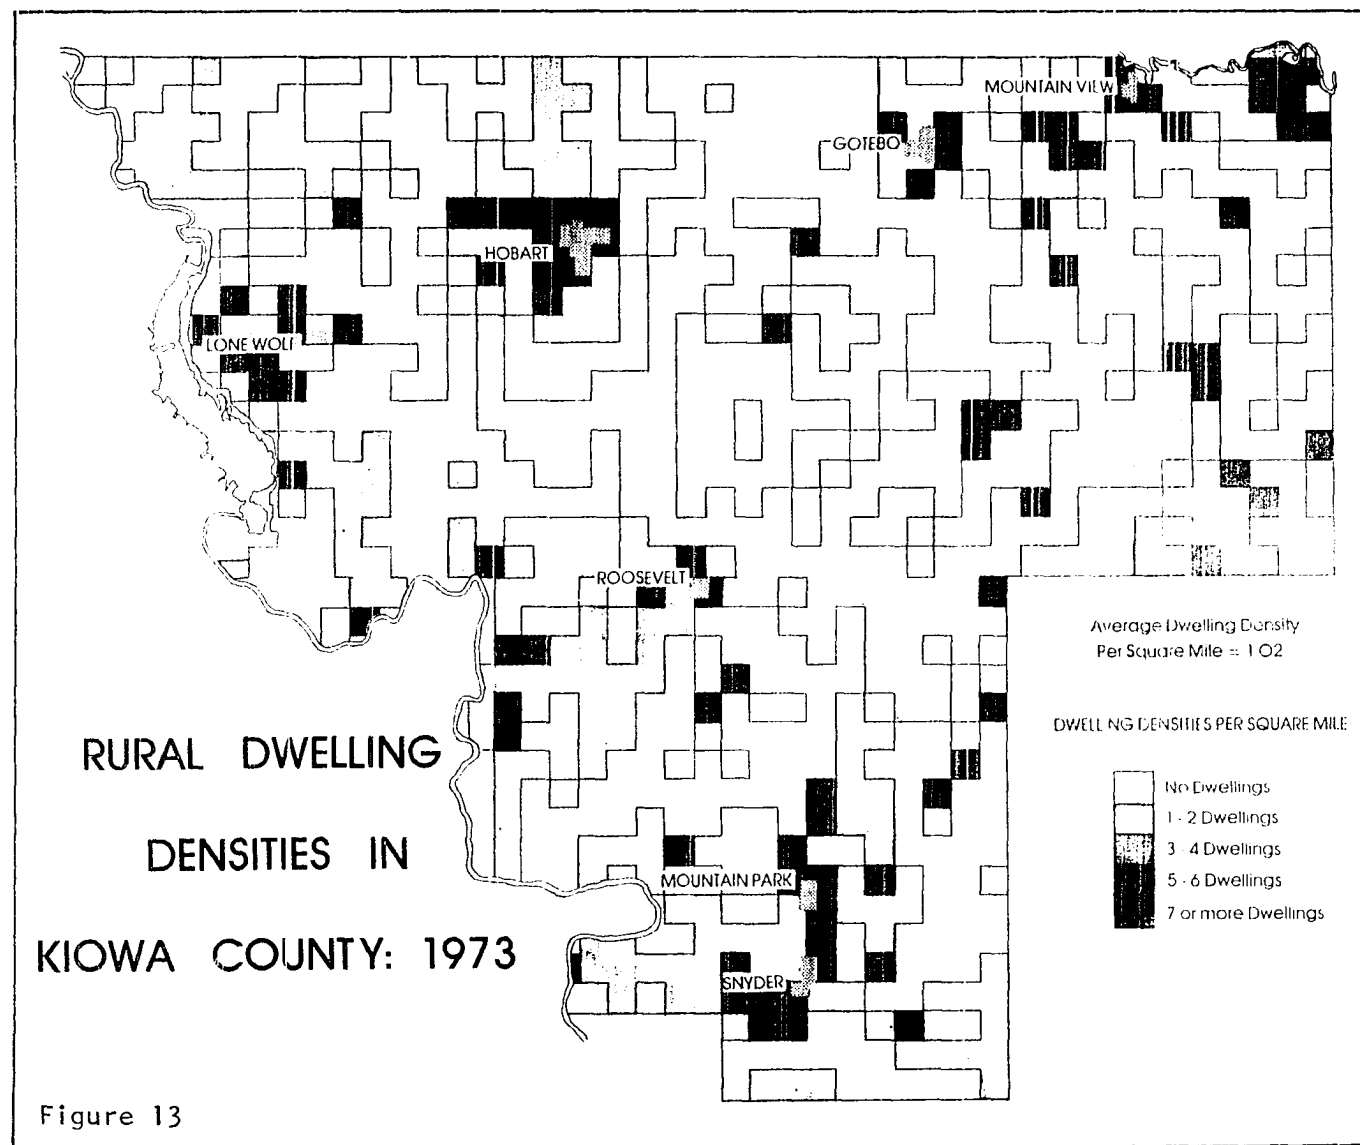 MOUNTAIN VIEW
GOTEBO
HOBART
LONE WOLF
ROOSEVELT
Average Dwelling Density
Per Square Mile = 1.02
RURAL DWELLING
DENSITIES IN
KIOWA COUNTY: 1973
DWELLING DENSITIES PER SQUARE MILE
No Dwellings
1 - 2 Dwellings
3 - 4 Dwellings
5 - 6 Dwellings
7 or more Dwellings
MOUNTAIN PARK
SNYDER
Figure 13